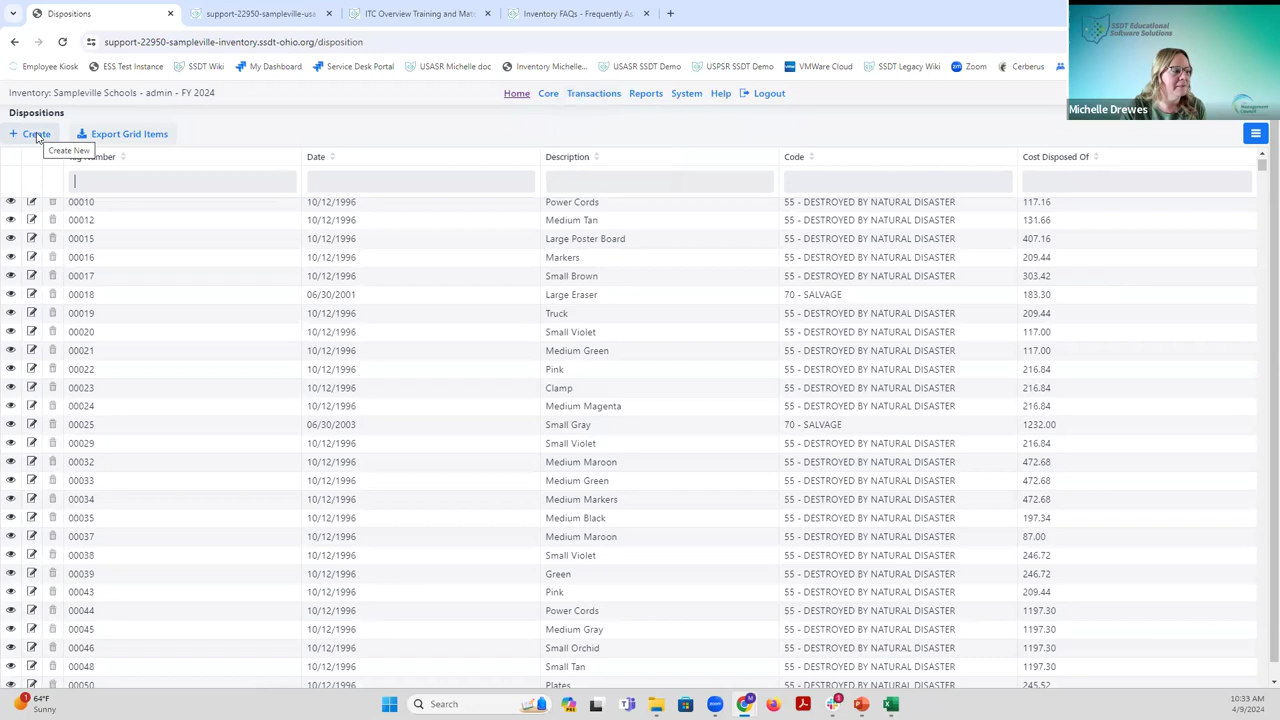 Dispositions
support-22950-sampleville-usa
ITC Overview Training and Mat
Inventory FAQs - Frequently As
support-22950-sampleville-inventory.ssdt-ohio.org/disposition
Employee Kiosk
ESS Test Instance
SSDT Wiki
My Dashboard
Service Desk Portal
USASR Michelle doc
Inventory Michelle...
USASR SSDT Demo
USPSR SSDT Demo
VMWare Cloud
SSDT Legacy Wiki
Zoom
Cerberus
SSDT Educational
Software Solutions
Management
Council
Michelle Drewes
Inventory: Sampleville Schools - admin - FY 2024
Home Core Transactions Reports System Help Logout
Dispositions
+ Create Export Grid Items
Create New
Number Date Description Code Cost Disposed Of
00010 10/12/1996 Power Cords 55 - DESTROYED BY NATURAL DISASTER 117.16
00012 10/12/1996 Medium Tan 55 - DESTROYED BY NATURAL DISASTER 131.66
00015 10/12/1996 Large Poster Board 55 - DESTROYED BY NATURAL DISASTER 407.16
00016 10/12/1996 Markers 55 - DESTROYED BY NATURAL DISASTER 209.44
00017 10/12/1996 Small Brown 55 - DESTROYED BY NATURAL DISASTER 303.42
00018 06/30/2001 Large Eraser 70 - SALVAGE 183.30
00019 10/12/1996 Truck 55 - DESTROYED BY NATURAL DISASTER 209.44
00020 10/12/1996 Small Violet 55 - DESTROYED BY NATURAL DISASTER 117.00
00021 10/12/1996 Medium Green 55 - DESTROYED BY NATURAL DISASTER 117.00
00022 10/12/1996 Pink 55 - DESTROYED BY NATURAL DISASTER 216.84
00023 10/12/1996 Clamp 55 - DESTROYED BY NATURAL DISASTER 216.84
00024 10/12/1996 Medium Magenta 55 - DESTROYED BY NATURAL DISASTER 216.84
00025 06/30/2003 Small Gray 70 - SALVAGE 1232.00
00029 10/12/1996 Small Violet 55 - DESTROYED BY NATURAL DISASTER 216.84
00032 10/12/1996 Medium Maroon 55 - DESTROYED BY NATURAL DISASTER 472.68
00033 10/12/1996 Medium Green 55 - DESTROYED BY NATURAL DISASTER 472.68
00034 10/12/1996 Medium Markers 55 - DESTROYED BY NATURAL DISASTER 472.68
00035 10/12/1996 Medium Black 55 - DESTROYED BY NATURAL DISASTER 197.34
00037 10/12/1996 Medium Maroon 55 - DESTROYED BY NATURAL DISASTER 87.00
00038 10/12/1996 Small Violet 55 - DESTROYED BY NATURAL DISASTER 246.72
00039 10/12/1996 Green 55 - DESTROYED BY NATURAL DISASTER 246.72
00043 10/12/1996 Pink 55 - DESTROYED BY NATURAL DISASTER 209.44
00044 10/12/1996 Power Cords 55 - DESTROYED BY NATURAL DISASTER 1197.30
00045 10/12/1996 Medium Gray 55 - DESTROYED BY NATURAL DISASTER 1197.30
00046 10/12/1996 Small Orchid 55 - DESTROYED BY NATURAL DISASTER 1197.30
00048 10/12/1996 Small Tan 55 - DESTROYED BY NATURAL DISASTER 1197.30
00050 10/12/1996 Plates 55 - DESTROYED BY NATURAL DISASTER 245.52
64°F
Sunny
Search
10:33 AM
4/9/2024